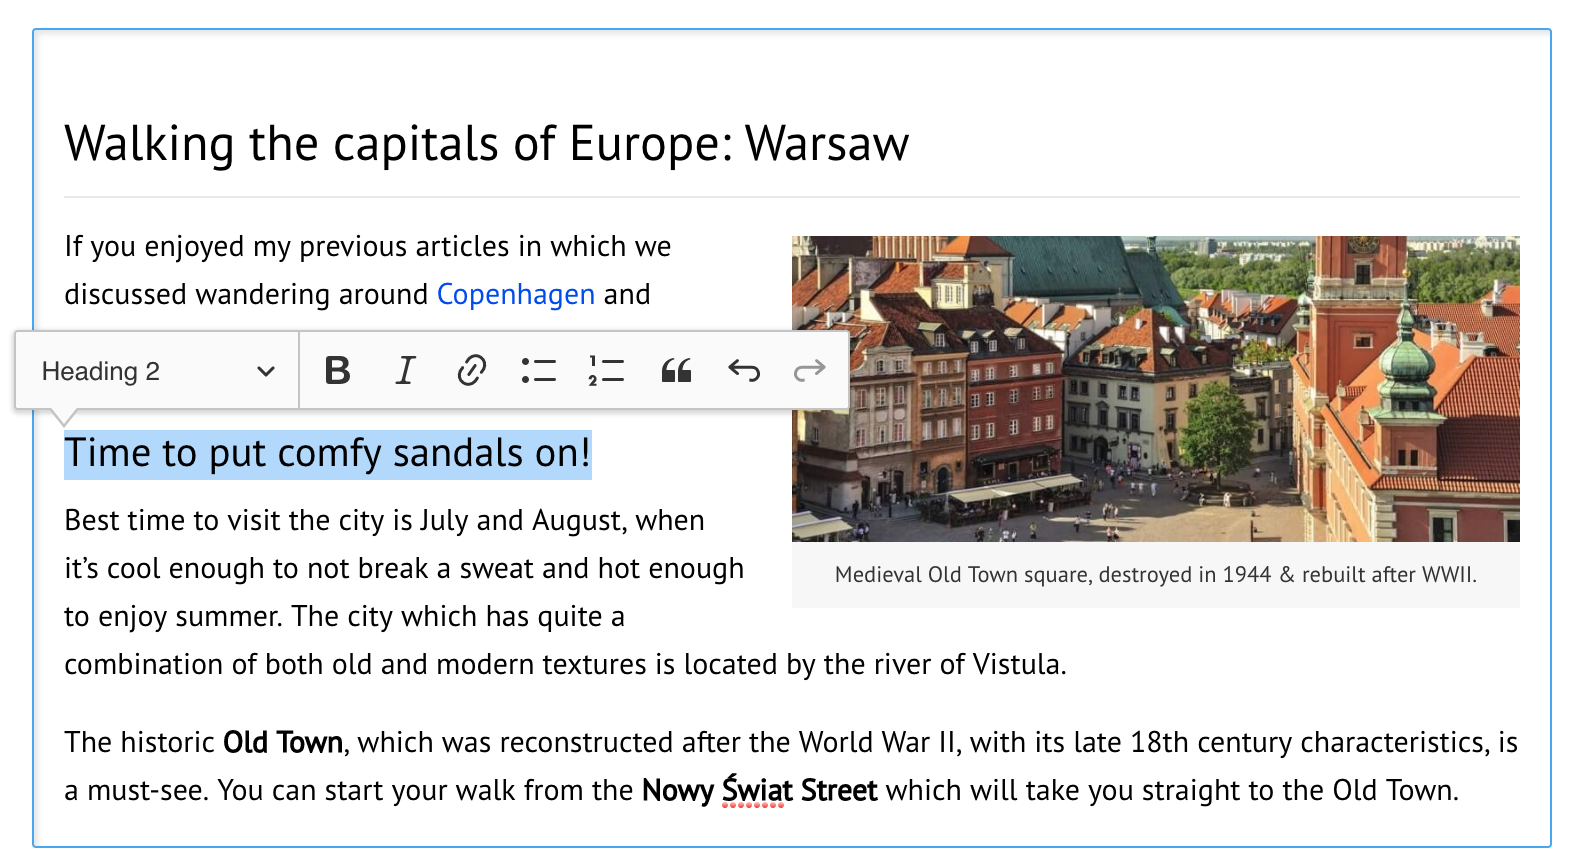 Walking the capitals of Europe: Warsaw
If you enjoyed my previous articles in which we
discussed wandering around Copenhagen and
Heading 2
Time to put comfy sandals on!
Best time to visit the city is July and August, when
it’s cool enough to not break a sweat and hot enough
to enjoy summer. The city which has quite a
combination of both old and modern textures is located by the river of Vistula.
Medieval Old Town square, destroyed in 1944 & rebuilt after WWII.
The historic Old Town, which was reconstructed after the World War II, with its late 18th century characteristics, is
a must-see. You can start your walk from the Nowy Świat Street which will take you straight to the Old Town.